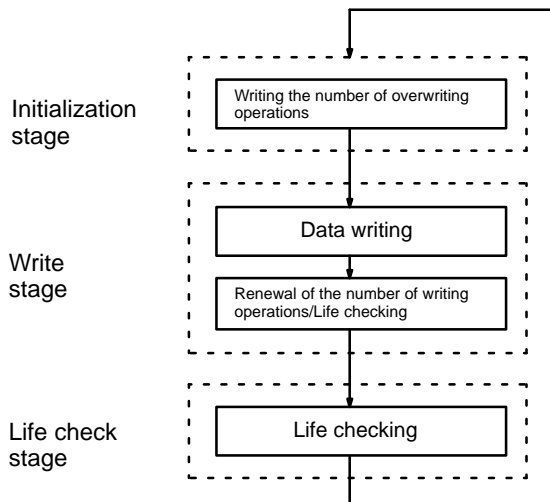 Initialization
stage
Writing the number of overwriting
operations
Write
stage
Data writing
Renewal of the number of writing
operations/Life checking
Life check
stage
Life checking